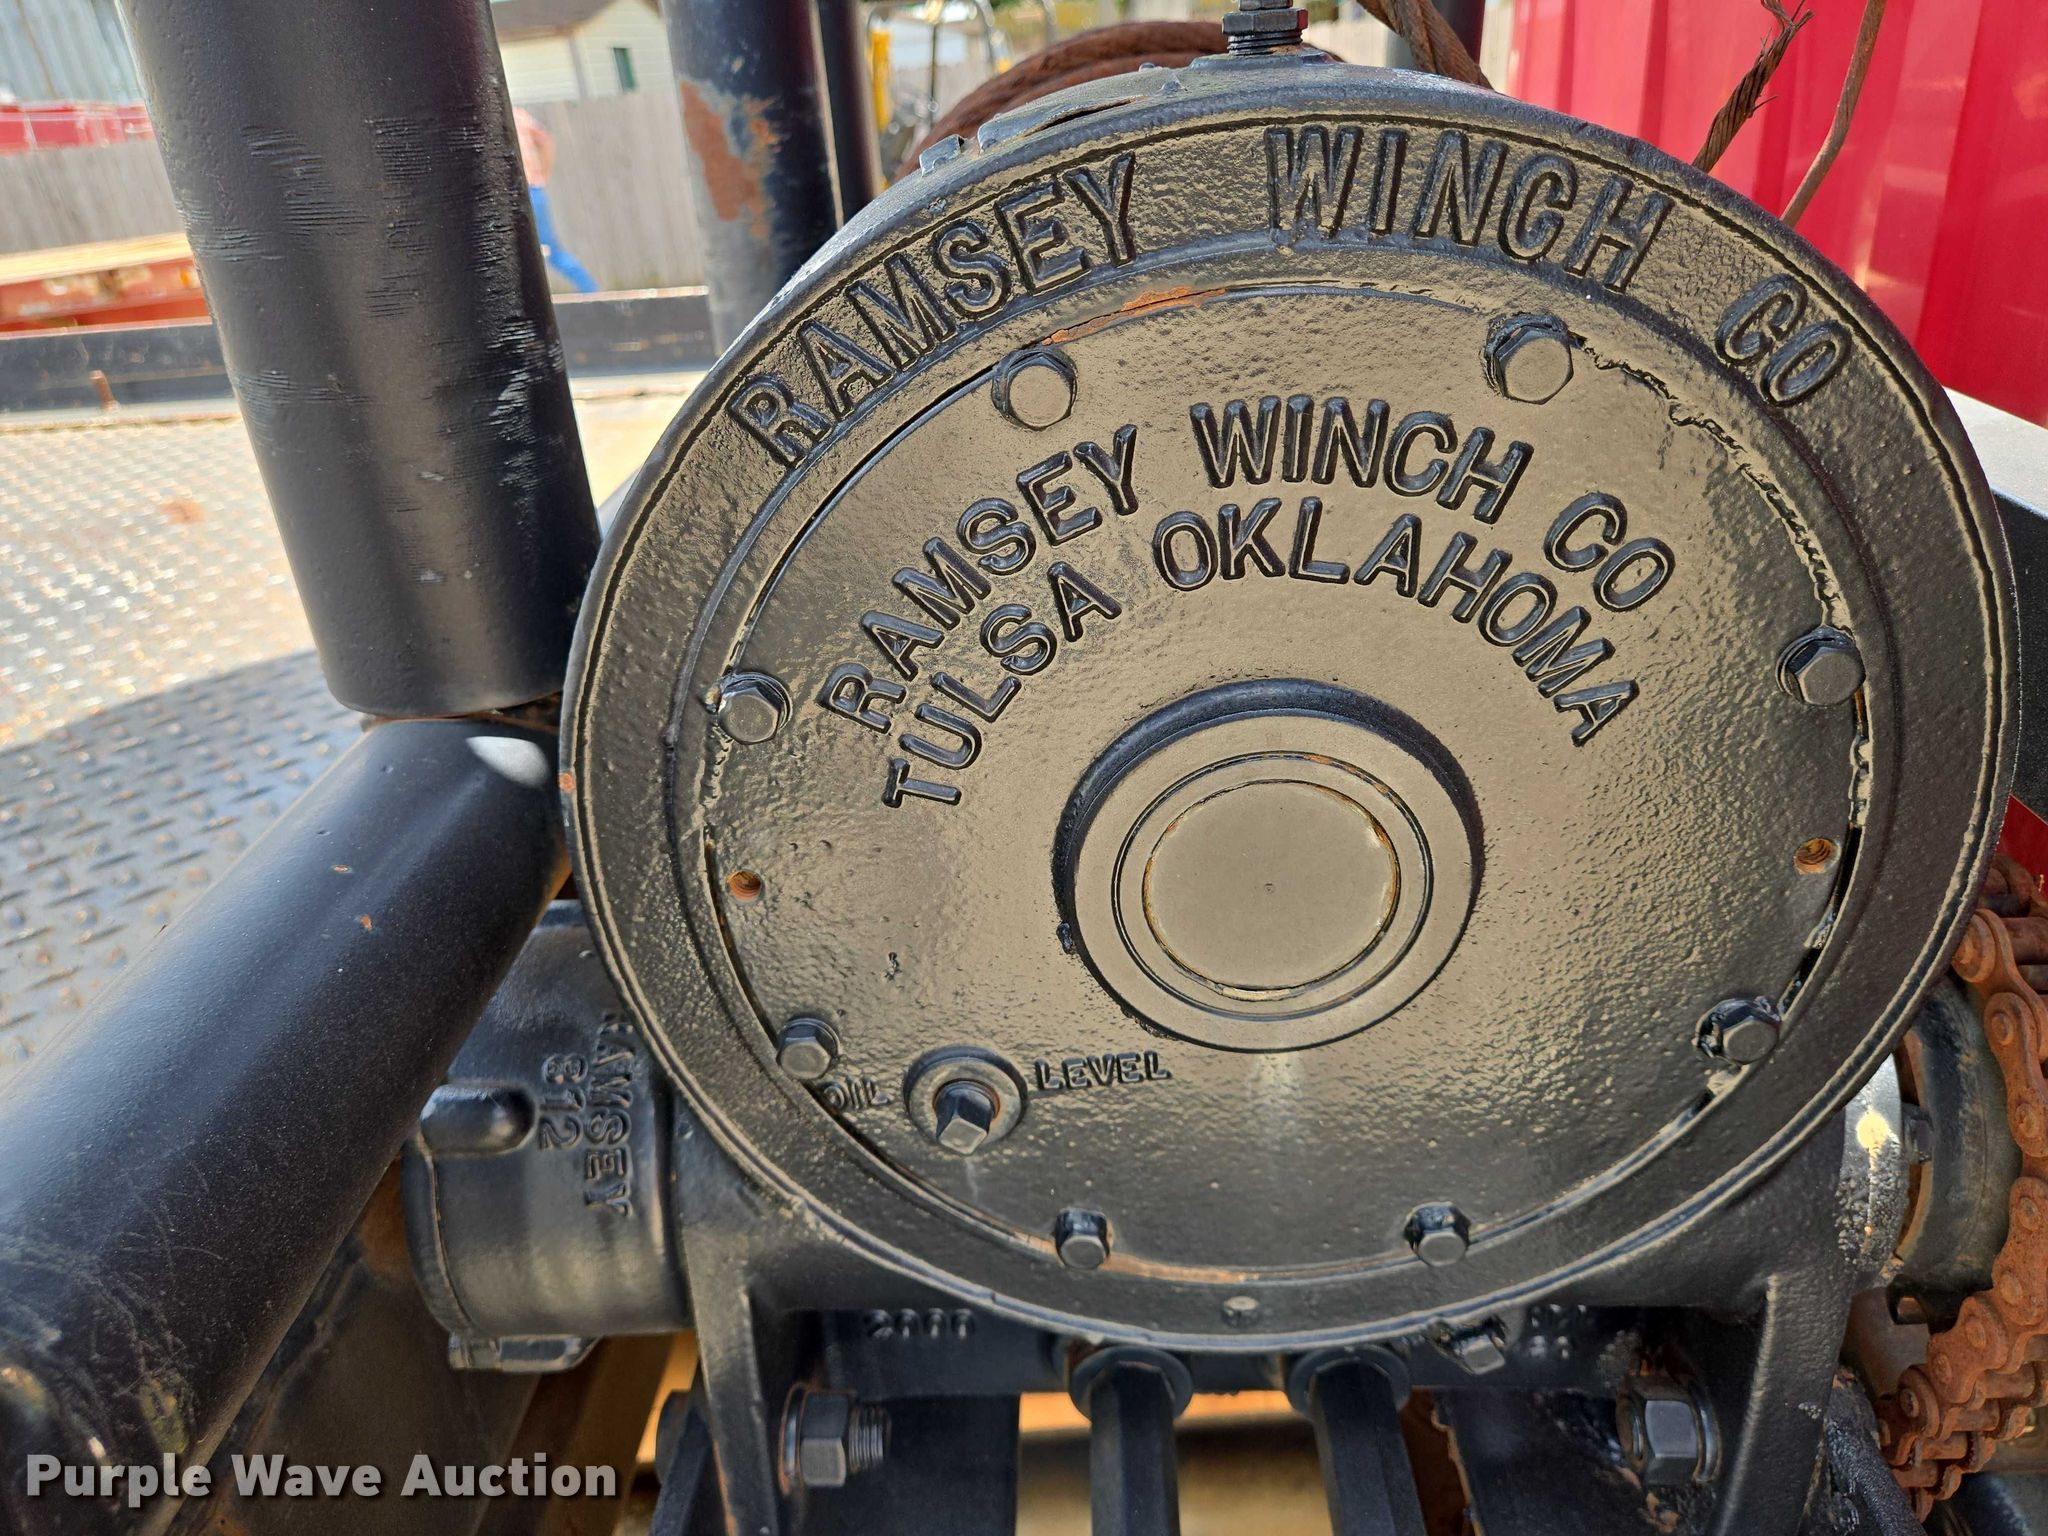 RAMSEY WINCH CO
RAMSEY WINCH CO
TULSA OKLAHOMA
OIL LEVEL
RAMSEY
812
Purple Wave Auction